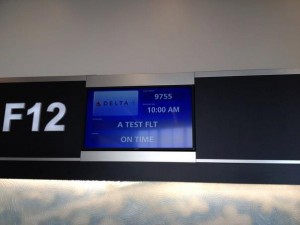 F12
DELTA
9755
10:00 AM
A TEST FLT
ON TIME